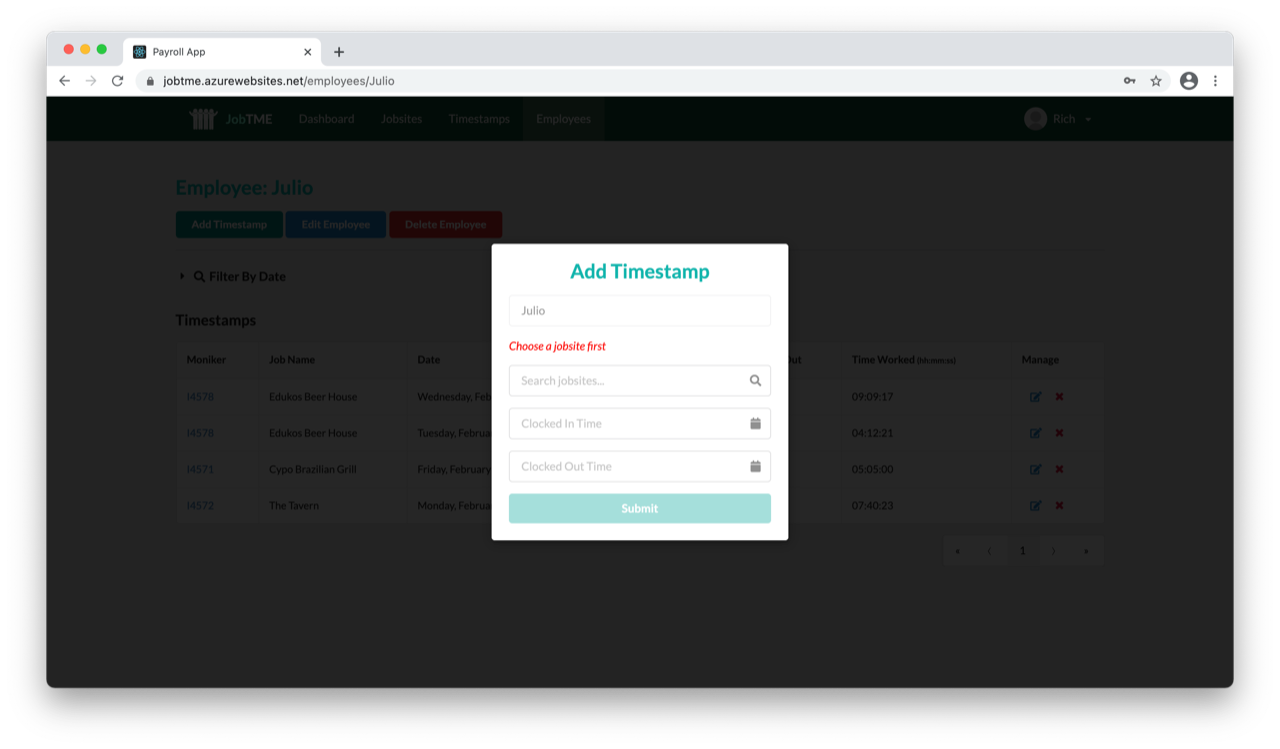 Payroll App
jobtme.azurewebsites.net/employees/Julio
JobTME Dashboard Jobsites Timestamps Employees Rich
Employee: Julio
Add Timestamp Edit Employee Delete Employee
Filter By Date
Timestamps
Moniker Job Name Date Out Time Worked (hh:mm:ss) Manage
14578 Edukos Beer House Wednesday, Feb 09:09:17
14578 Edukos Beer House Tuesday, Februa 04:12:21
14571 Cypo Brazilian Grill Friday, February 05:05:00
14572 The Tavern Monday, Februa 07:40:23
« ⟨ 1 ⟩ »
Add Timestamp
Julio
Choose a jobsite first
Search jobsites...
Clocked In Time
Clocked Out Time
Submit